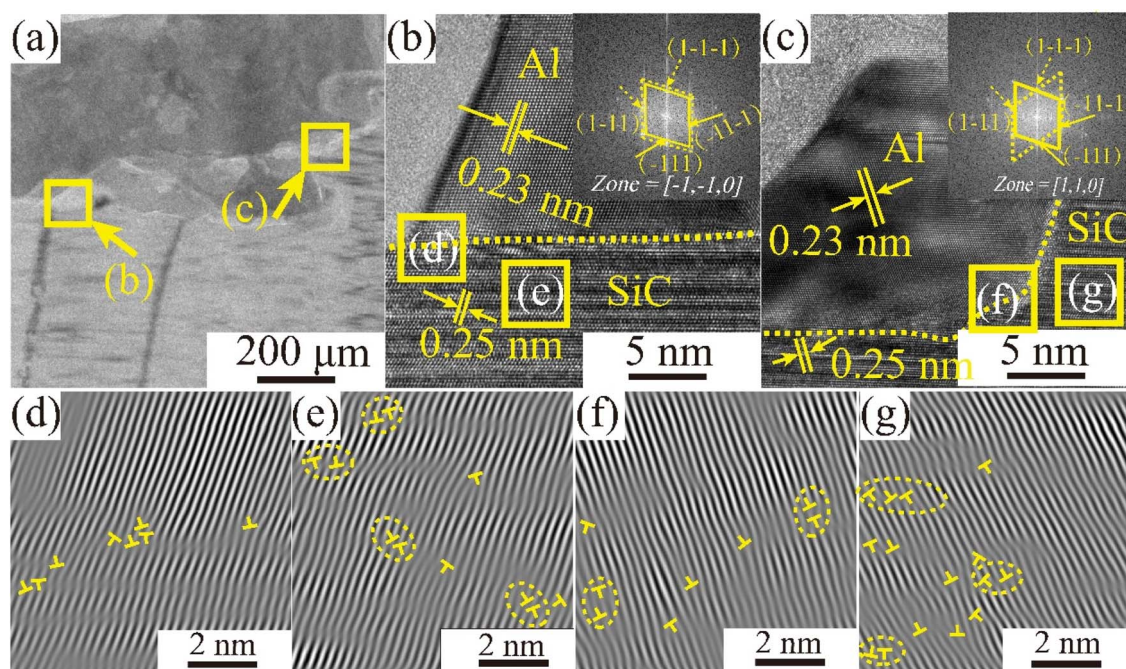 (a)
(b)
(c)
200 μm
(b)
Al
0.23 nm
(d)
(e)
SiC
0.25 nm
5 nm
(1-1-1)
(1-11)
(-11-1)
(-111)
Zone = [-1,-1,0]
(c)
Al
0.23 nm
SiC
(f)
(g)
0.25 nm
5 nm
(1-1-1)
(1-11)
(-111)
Zone = [1,1,0]
(d)
2 nm
(e)
2 nm
(f)
2 nm
(g)
2 nm